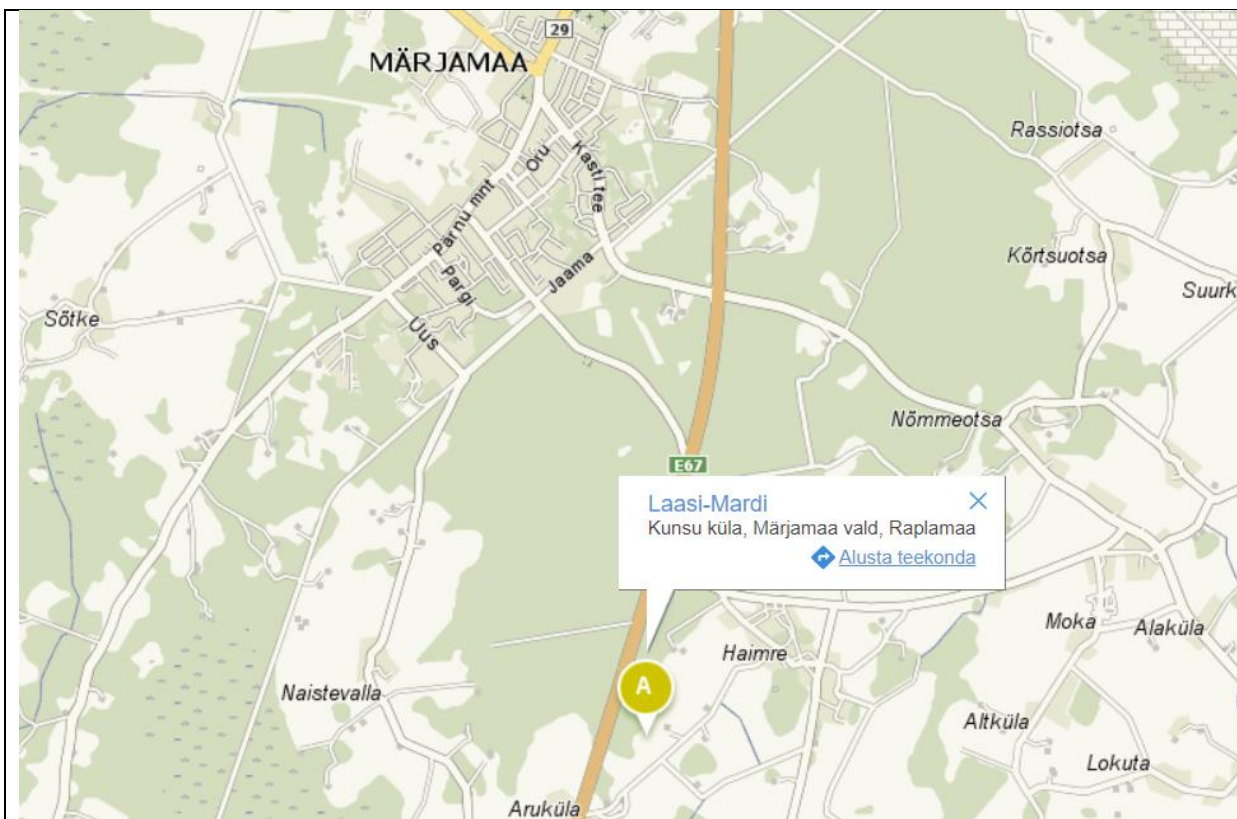 29
MÄRJAMAA
Rassiotsa
Oru
Kasti tee
Pärnu mnt
Kõrtsuotsa
Jaama
Pargi
Suurk
Sõtke
Uus
Nõmmeotsa
E67
Laasi-Mardi
Kunsu küla, Märjamaa vald, Raplamaa
Alusta teekonda
Moka
Alaküla
Haimre
A
Naistevalla
Altküla
Lokuta
Aruküla